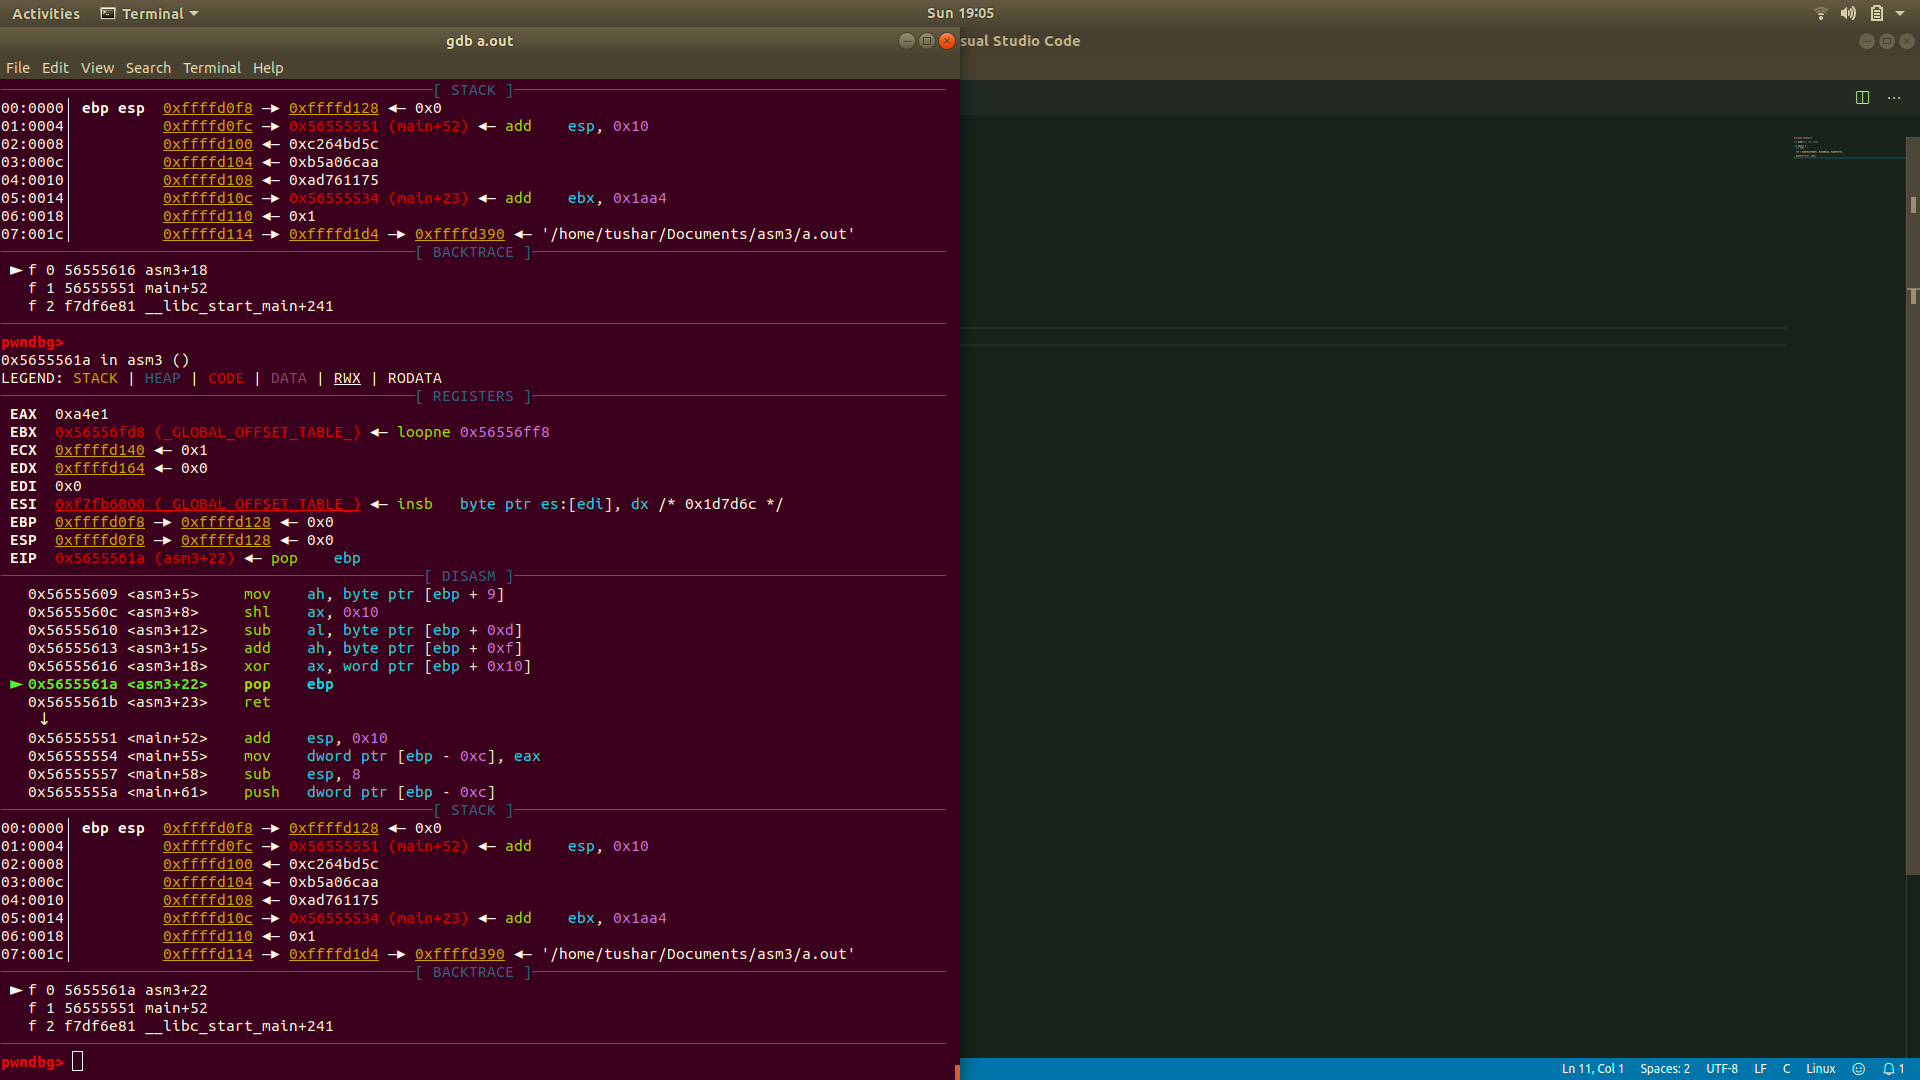 Activities Terminal Sun 19:05
gdb a.out
sual Studio Code
File Edit View Search Terminal Help
[ STACK ]
00:0000│ ebp esp 0xffffd0f8 —▸ 0xffffd128 ◂— 0x0
01:0004│ 0xffffd0fc —▸ 0x56555551 (main+52) ◂— add esp, 0x10
02:0008│ 0xffffd100 ◂— 0xc264bd5c
03:000c│ 0xffffd104 ◂— 0xb5a06caa
04:0010│ 0xffffd108 ◂— 0xad761175
05:0014│ 0xffffd10c —▸ 0x56555534 (main+23) ◂— add ebx, 0x1aa4
06:0018│ 0xffffd110 ◂— 0x1
07:001c│ 0xffffd114 —▸ 0xffffd1d4 —▸ 0xffffd390 ◂— '/home/tushar/Documents/asm3/a.out'
[ BACKTRACE ]
► f 0 56555616 asm3+18
f 1 56555551 main+52
f 2 f7df6e81 __libc_start_main+241
pwndbg>
0x5655561a in asm3 ()
LEGEND: STACK | HEAP | CODE | DATA | RWX | RODATA
[ REGISTERS ]
EAX 0xa4e1
EBX 0x56556fd8 (_GLOBAL_OFFSET_TABLE_) ◂— loopne 0x56556ff8
ECX 0xffffd140 ◂— 0x1
EDX 0xffffd164 ◂— 0x0
EDI 0x0
ESI 0xf7fb6000 (_GLOBAL_OFFSET_TABLE_) ◂— insb byte ptr es:[edi], dx /* 0x1d7d6c */
EBP 0xffffd0f8 —▸ 0xffffd128 ◂— 0x0
ESP 0xffffd0f8 —▸ 0xffffd128 ◂— 0x0
EIP 0x5655561a (asm3+22) ◂— pop ebp
[ DISASM ]
0x56555609 <asm3+5> mov ah, byte ptr [ebp + 9]
0x5655560c <asm3+8> shl ax, 0x10
0x56555610 <asm3+12> sub al, byte ptr [ebp + 0xd]
0x56555613 <asm3+15> add ah, byte ptr [ebp + 0xf]
0x56555616 <asm3+18> xor ax, word ptr [ebp + 0x10]
► 0x5655561a <asm3+22> pop ebp
0x5655561b <asm3+23> ret
↓
0x56555551 <main+52> add esp, 0x10
0x56555554 <main+55> mov dword ptr [ebp - 0xc], eax
0x56555557 <main+58> sub esp, 8
0x5655555a <main+61> push dword ptr [ebp - 0xc]
[ STACK ]
00:0000│ ebp esp 0xffffd0f8 —▸ 0xffffd128 ◂— 0x0
01:0004│ 0xffffd0fc —▸ 0x56555551 (main+52) ◂— add esp, 0x10
02:0008│ 0xffffd100 ◂— 0xc264bd5c
03:000c│ 0xffffd104 ◂— 0xb5a06caa
04:0010│ 0xffffd108 ◂— 0xad761175
05:0014│ 0xffffd10c —▸ 0x56555534 (main+23) ◂— add ebx, 0x1aa4
06:0018│ 0xffffd110 ◂— 0x1
07:001c│ 0xffffd114 —▸ 0xffffd1d4 —▸ 0xffffd390 ◂— '/home/tushar/Documents/asm3/a.out'
[ BACKTRACE ]
► f 0 5655561a asm3+22
f 1 56555551 main+52
f 2 f7df6e81 __libc_start_main+241
pwndbg>
Ln 11, Col 1 Spaces: 2 UTF-8 LF C Linux 1